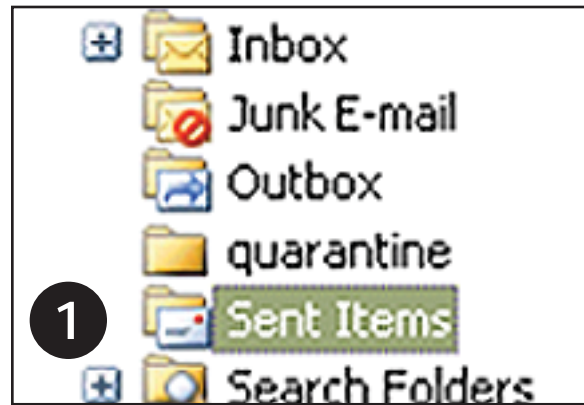 Inbox
Junk E-mail
Outbox
quarantine
1 Sent Items
Search Folders